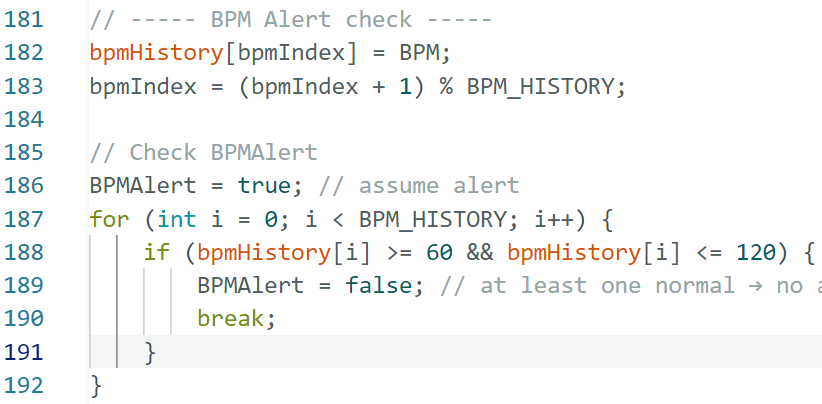 181 // ----- BPM Alert check -----
182 bpmHistory[bpmIndex] = BPM;
183 bpmIndex = (bpmIndex + 1) % BPM_HISTORY;
184
185 // Check BPMAlert
186 BPMAlert = true; // assume alert
187 for (int i = 0; i < BPM_HISTORY; i++) {
188 if (bpmHistory[i] >= 60 && bpmHistory[i] <= 120) {
189 BPMAlert = false; // at least one normal → no
190 break;
191 }
192 }